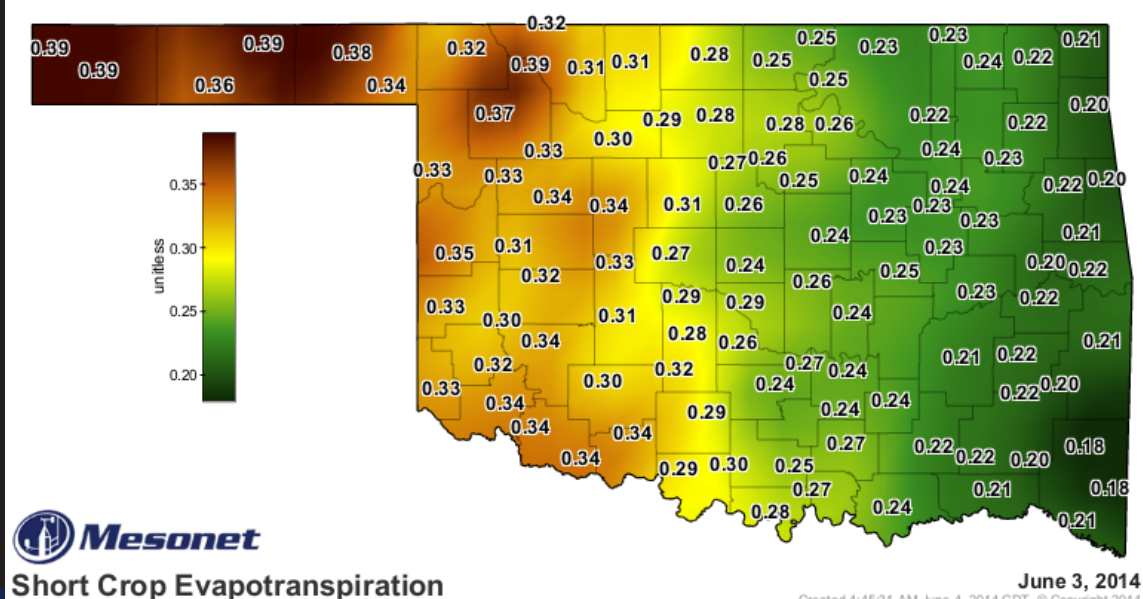 0.32
0.39 0.39 0.38 0.32 0.28 0.25 0.23 0.23 0.21
0.39 0.36 0.34 0.39 0.31 0.31 0.25 0.25 0.24 0.22
0.37 0.30 0.29 0.28 0.28 0.26 0.22 0.22 0.20
0.33 0.33 0.33 0.27 0.26 0.25 0.24 0.24 0.23 0.22 0.20
0.34 0.34 0.31 0.26 0.23 0.23 0.24 0.23
0.35 0.31 0.33 0.27 0.24 0.23 0.21
0.32 0.24 0.26 0.25 0.20 0.22
0.33 0.30 0.31 0.29 0.29 0.24 0.23 0.22
0.34 0.28 0.26 0.21 0.22 0.21
0.33 0.32 0.30 0.32 0.24 0.27 0.24 0.22 0.20
0.34 0.29 0.24 0.24
0.34 0.34 0.27 0.22 0.22 0.20 0.18
0.34 0.29 0.30 0.25 0.27 0.21 0.18
0.28 0.24 0.21
unitless
0.35
0.30
0.25
0.20
Mesonet
Short Crop Evapotranspiration
June 3, 2014
Created 4:45:31 AM June 4, 2014 CDT. © Copyright 2014